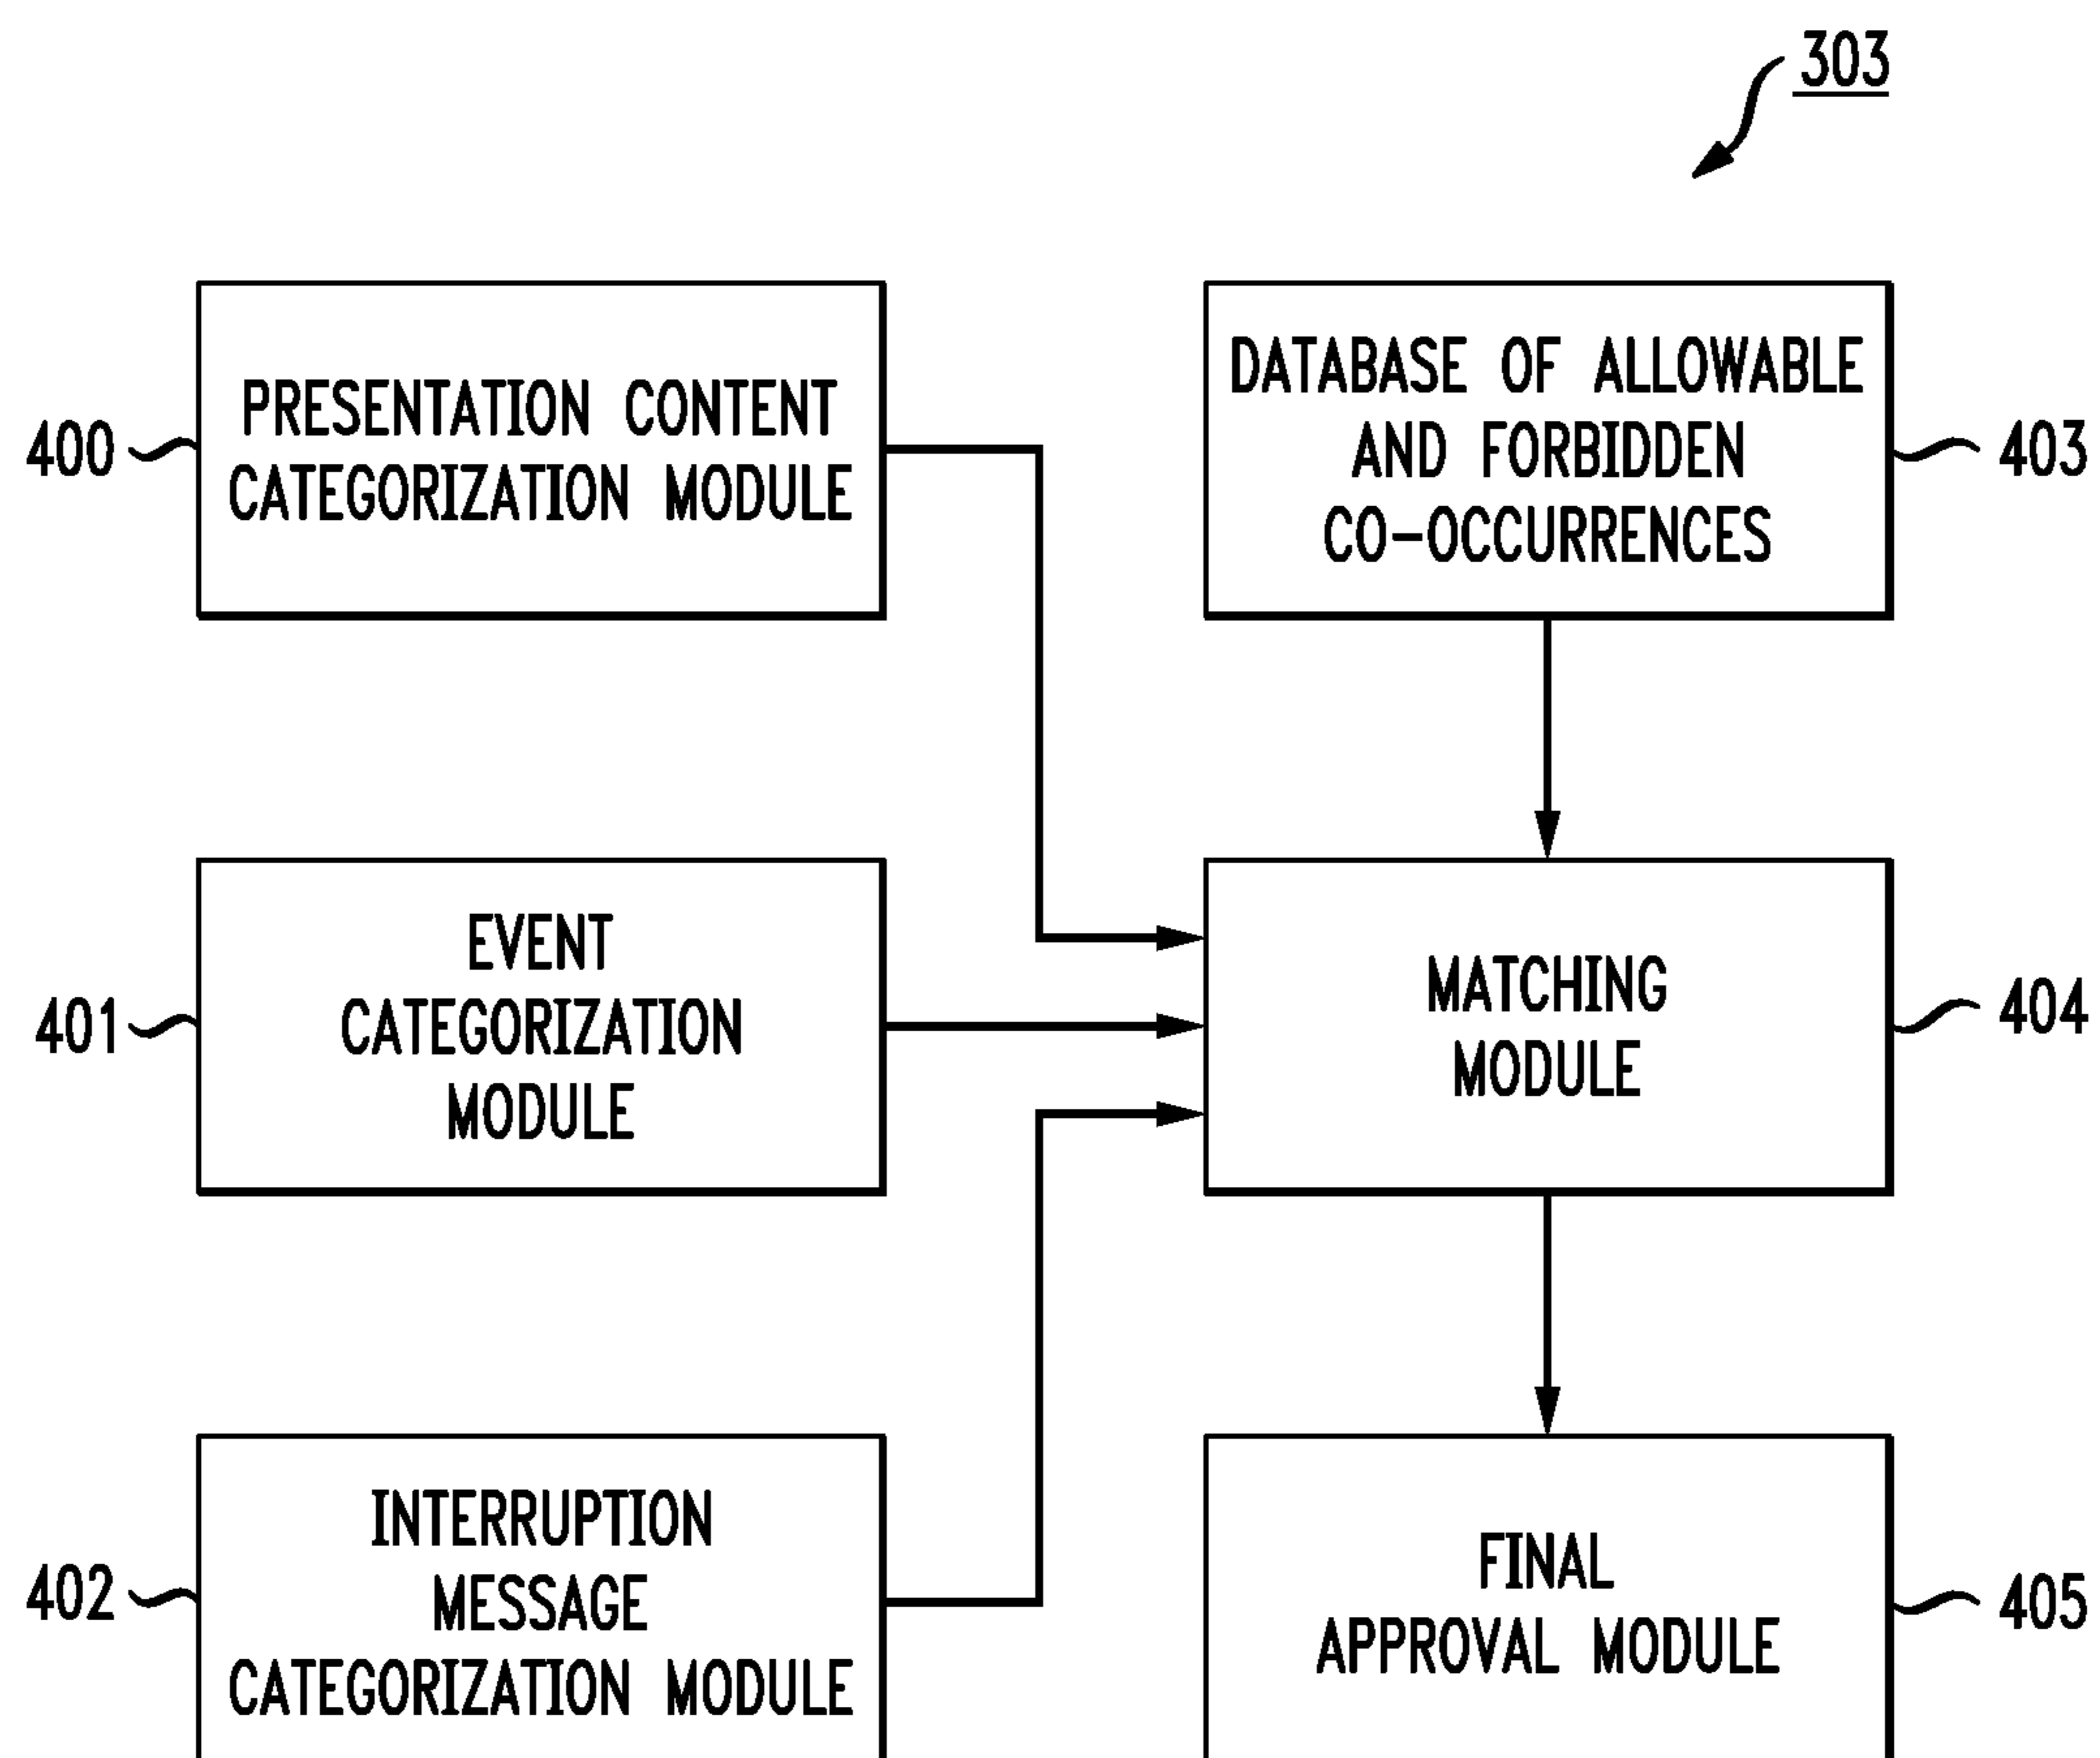 303
400
PRESENTATION CONTENT
CATEGORIZATION MODULE
DATABASE OF ALLOWABLE
AND FORBIDDEN
CO-OCCURRENCES
403
401
EVENT
CATEGORIZATION
MODULE
MATCHING
MODULE
404
402
INTERRUPTION
MESSAGE
CATEGORIZATION MODULE
FINAL
APPROVAL MODULE
405